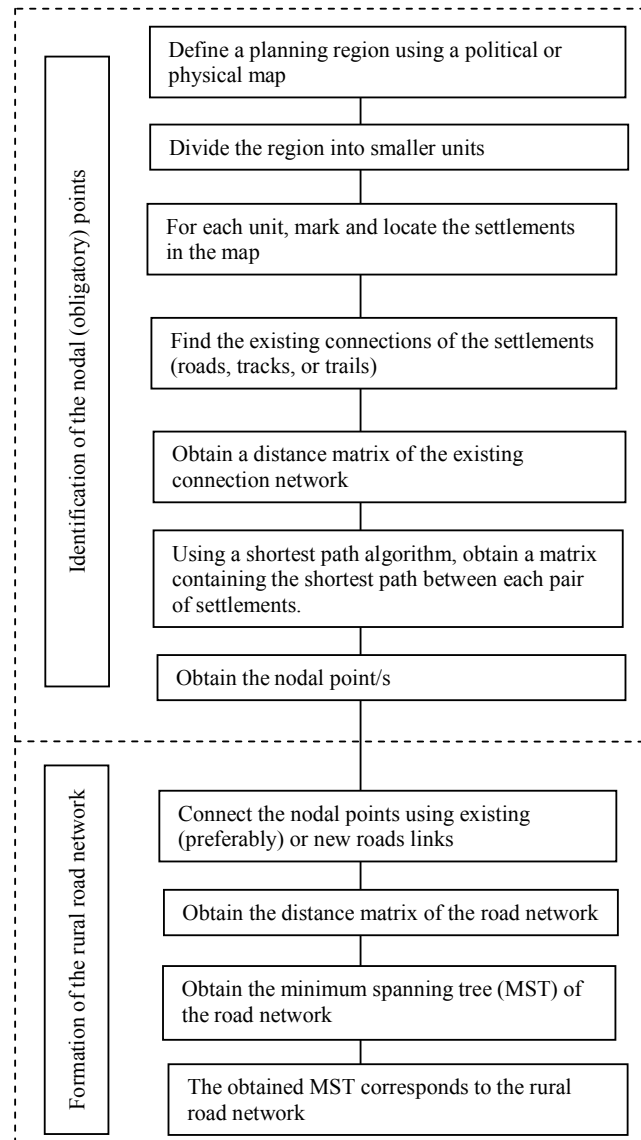 Identification of the nodal (obligatory) points
Define a planning region using a political or
physical map
Divide the region into smaller units
For each unit, mark and locate the settlements
in the map
Find the existing connections of the settlements
(roads, tracks, or trails)
Obtain a distance matrix of the existing
connection network
Using a shortest path algorithm, obtain a matrix
containing the shortest path between each pair
of settlements.
Obtain the nodal point/s
Formation of the rural road network
Connect the nodal points using existing
(preferably) or new roads links
Obtain the distance matrix of the road network
Obtain the minimum spanning tree (MST) of
the road network
The obtained MST corresponds to the rural
road network